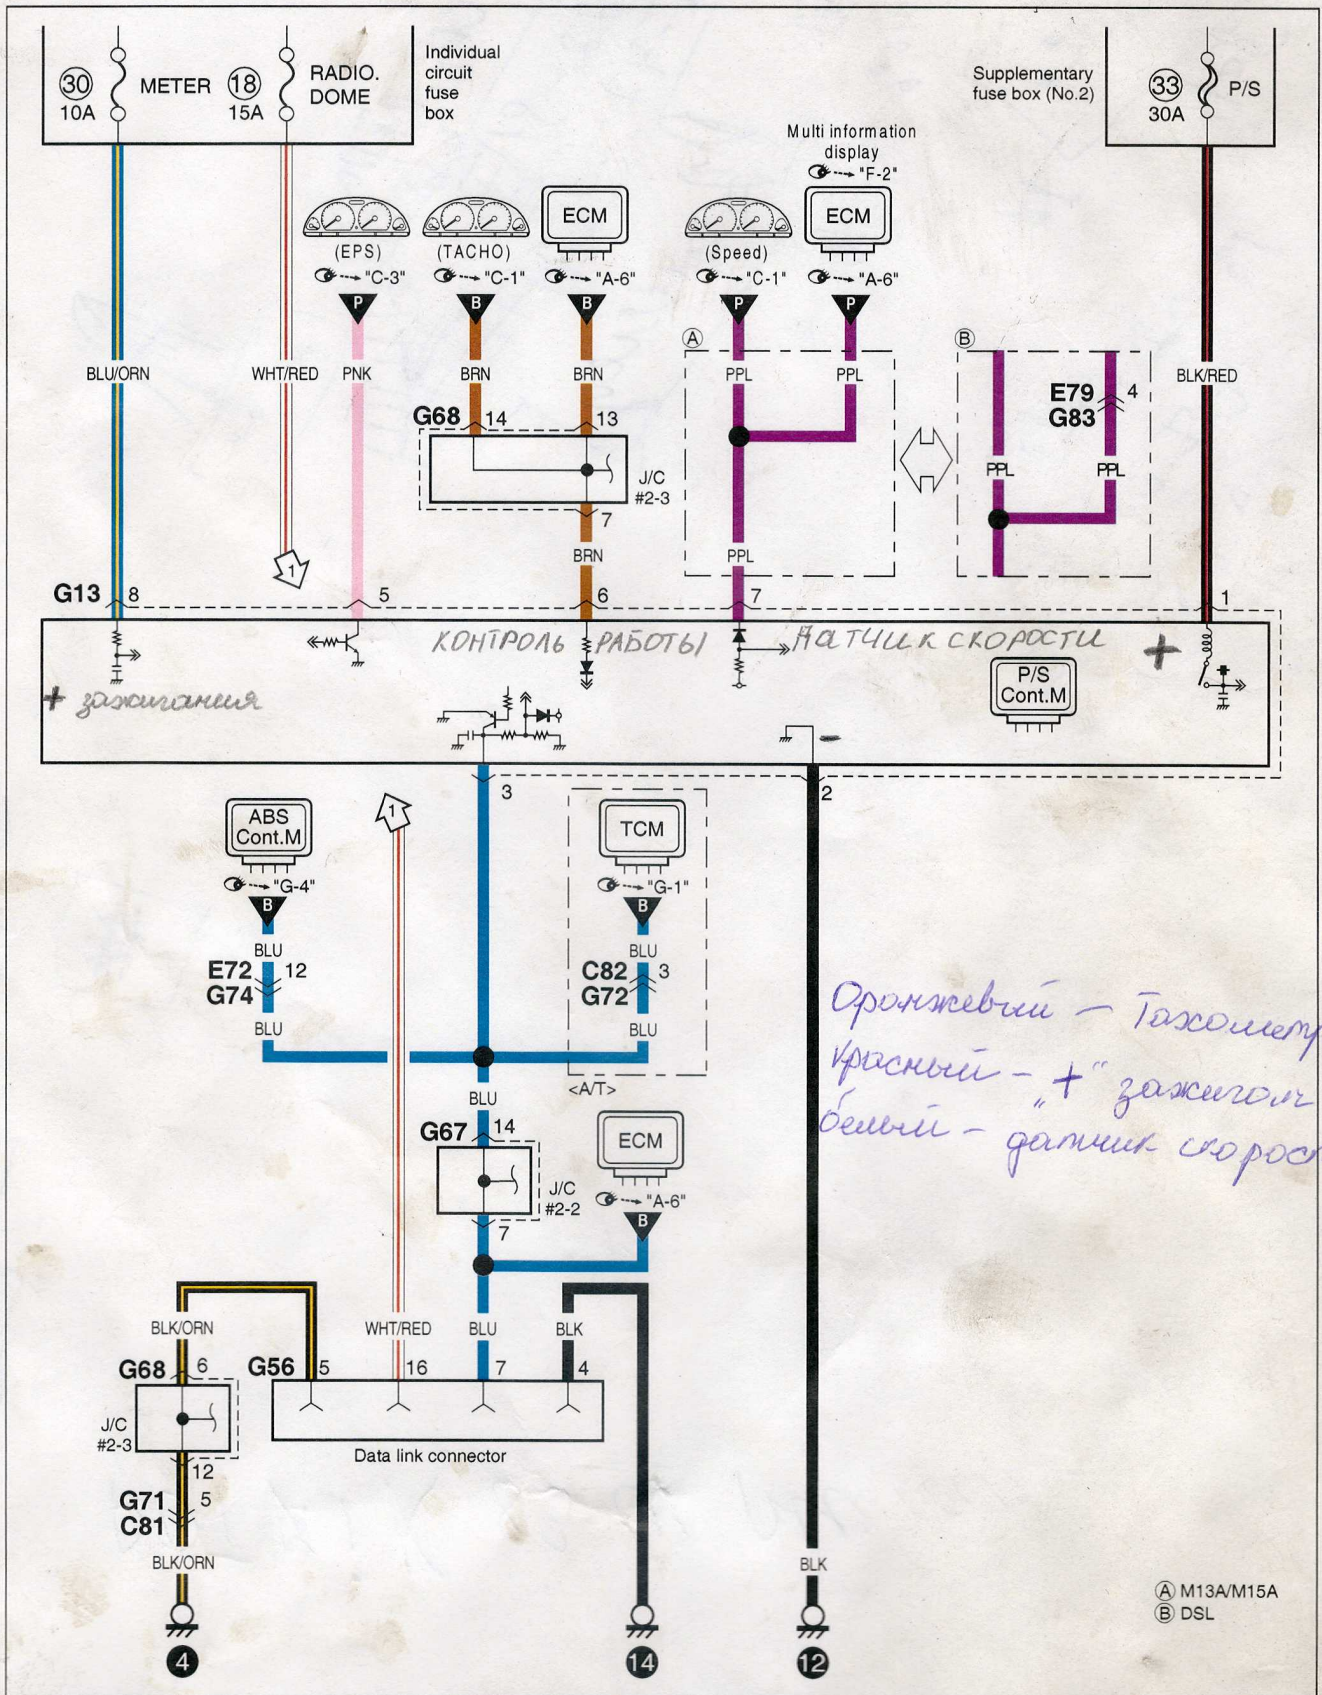 Individual
circuit
fuse
box
30
10A
METER
18
15A
RADIO.
DOME
Supplementary
fuse box (No.2)
33
30A
P/S
Multi information
display
"F-2"
ECM
ECM
(EPS)
(TACHO)
(Speed)
"C-3"
"C-1"
"A-6"
"C-1"
"A-6"
P
B
B
P
P
A
B
BLU/ORN
WHT/RED
PNK
BRN
BRN
PPL
PPL
E79
G83
4
BLK/RED
G68
14
13
J/C
#2-3
7
PPL
PPL
BRN
PPL
1
G13
8
5
6
7
1
КОНТРОЛЬ РАБОТЫ
ДАТЧИК СКОРОСТИ
+
+ зажигания
P/S
Cont.M
−
3
2
1
ABS
Cont.M
TCM
"G-4"
"G-1"
B
B
BLU
BLU
E72
G74
12
C82
G72
3
BLU
BLU
<A/T>
Оранжевый – Тахометр
Красный – „+"
белый – датчик
BLU
G67
14
ECM
J/C
#2-2
"A-6"
7
B
BLK/ORN
WHT/RED
BLU
BLK
G68
6
G56
5
16
7
4
J/C
#2-3
Data link connector
12
G71
C81
5
BLK/ORN
BLK
A M13A/M15A
B DSL
4
14
12